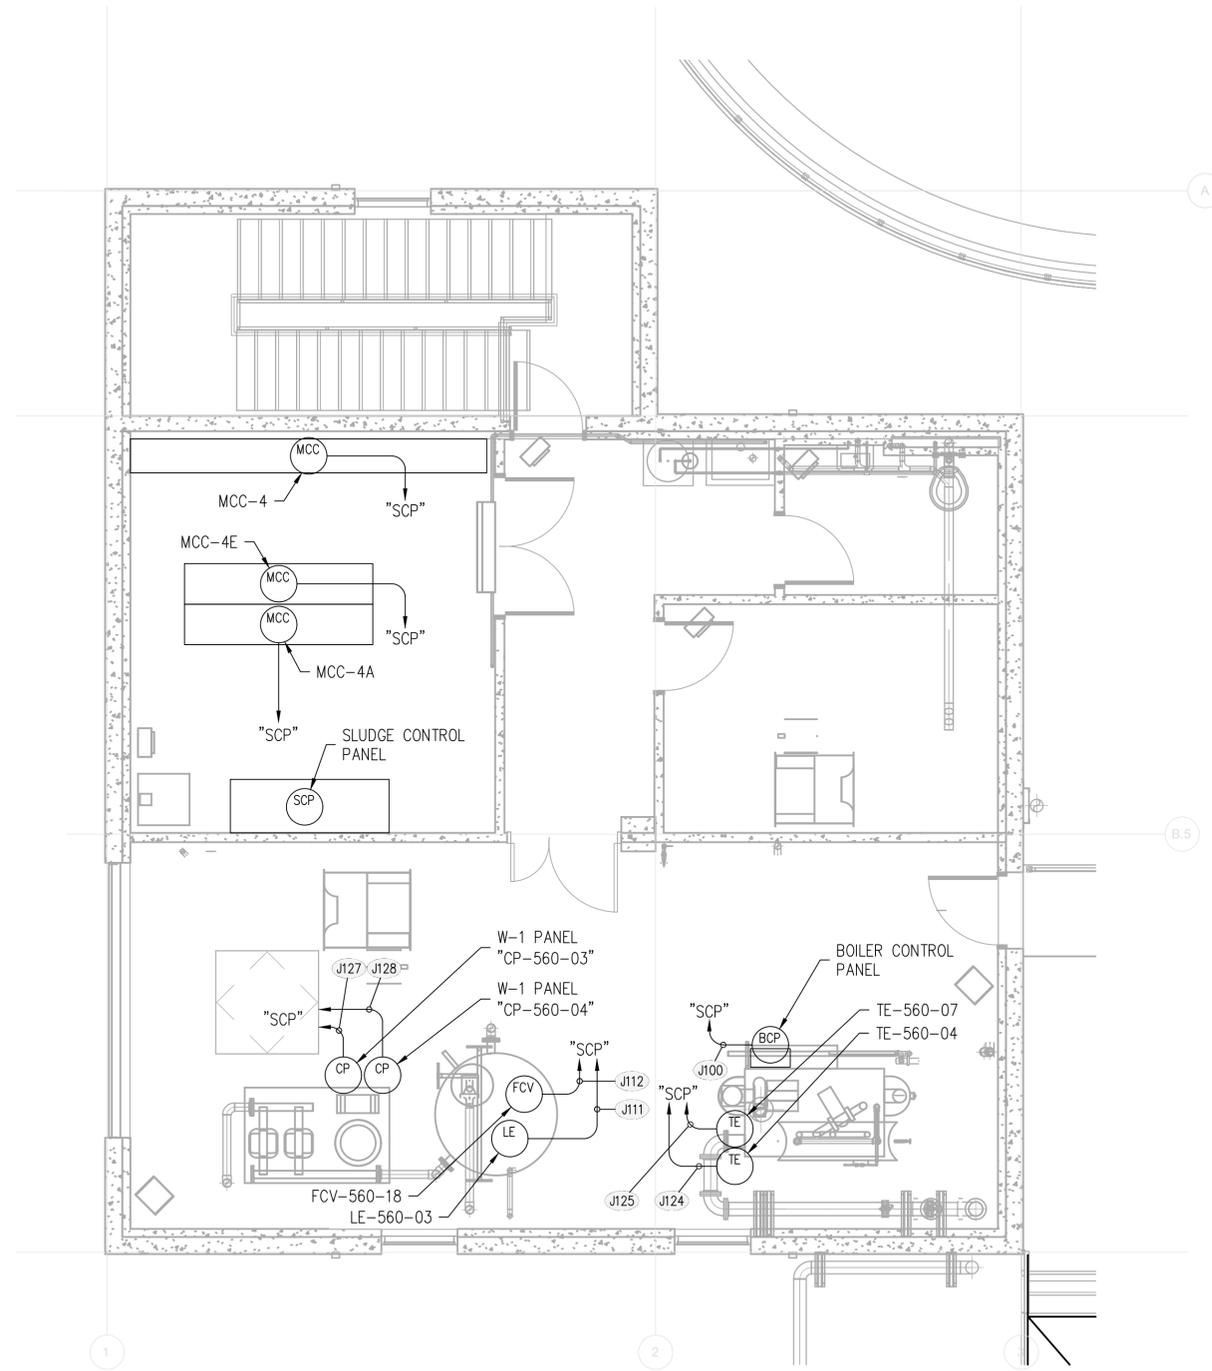 A
MCC
MCC-4
"SCP"
MCC-4E
MCC
MCC
"SCP"
MCC-4A
"SCP"
SLUDGE CONTROL
PANEL
SCP
B.5
W-1 PANEL
"CP-560-03"
J127
J128
W-1 PANEL
"CP-560-04"
"SCP"
CP
CP
BOILER CONTROL
PANEL
"SCP"
TE-560-07
TE-560-04
BCP
J100
"SCP"
FCV
J112
J111
LE
"SCP"
TE
TE
J125
J124
FCV-560-18
LE-560-03
1
2
3